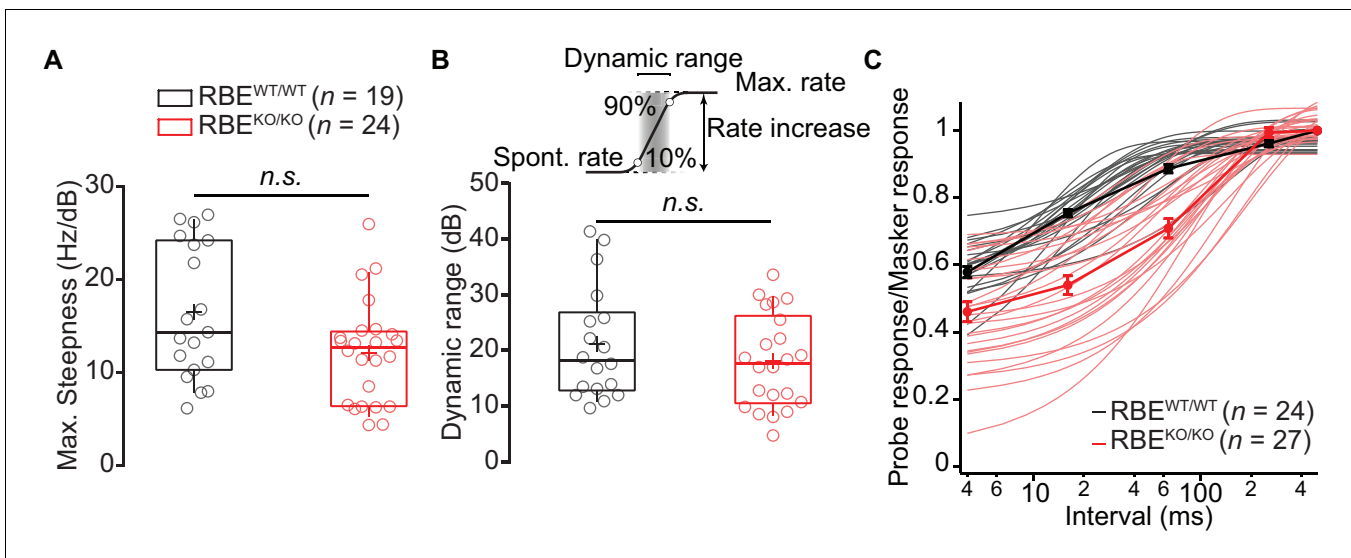 A
RBE^WT/WT (n = 19)
RBE^KO/KO (n = 24)
n.s.
Max. Steepness (Hz/dB)
30
20
10
0
B
Dynamic range
90%
Max. rate
Rate increase
Spont. rate
10%
n.s.
Dynamic range (dB)
50
40
30
20
10
0
C
Probe response/Masker response
1
0.8
0.6
0.4
0.2
0
RBE^WT/WT (n = 24)
RBE^KO/KO (n = 27)
4 6 10 2 4 6 100 2 4
Interval (ms)